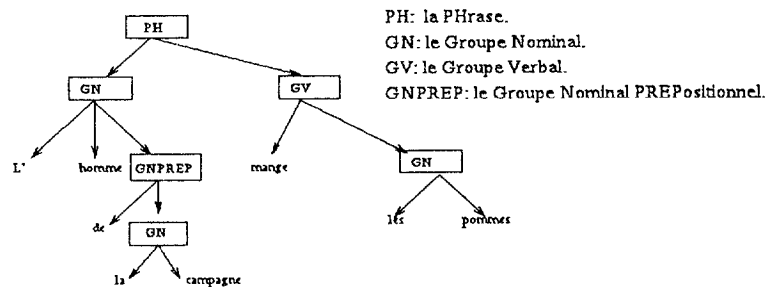 PH
PH: la PHrase.
GN: le Groupe Nominal.
GV: le Groupe Verbal.
GNPREP: le Groupe Nominal PREPositionnel.
GN
GV
L'
homme
GNPREP
mange
GN
de
GN
les
pommes
la
campagne